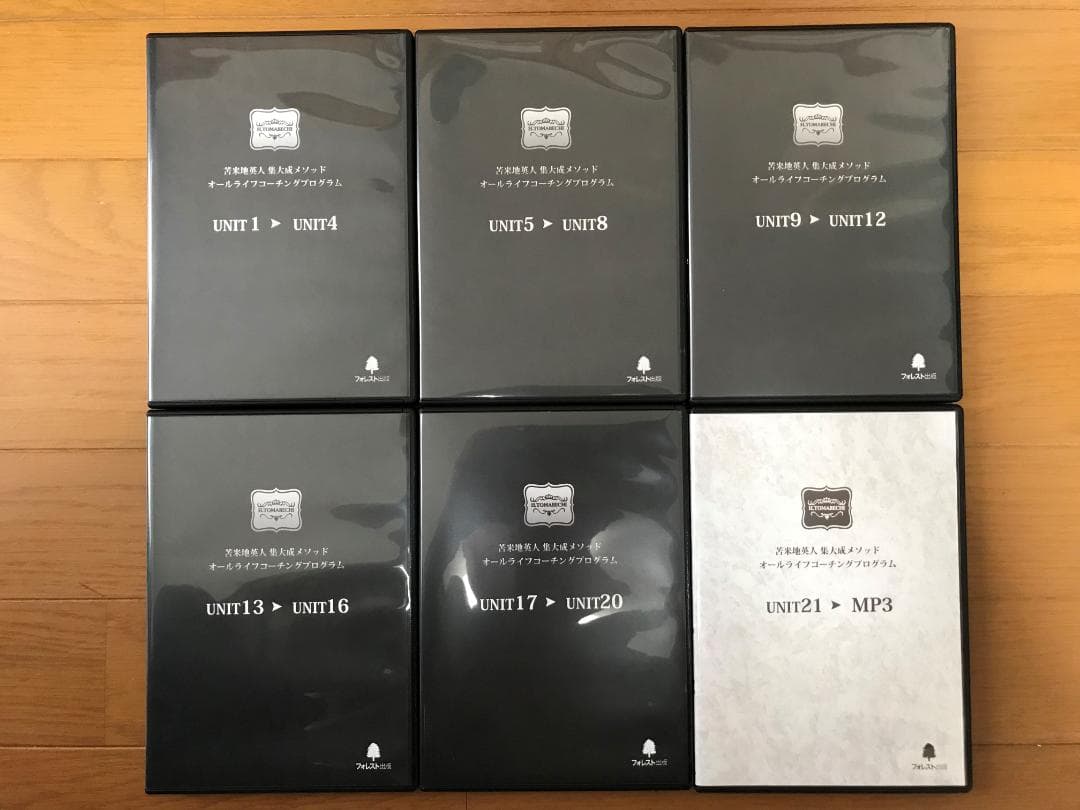 H.TOMABECHI
苫米地英人 集大成メソッド
オールライフコーチングプログラム
UNIT 1 ➤ UNIT4
フォレスト出版
H.TOMABECHI
苫米地英人 集大成メソッド
オールライフコーチングプログラム
UNIT5 ➤ UNIT8
フォレスト出版
H.TOMABECHI
苫米地英人 集大成メソッド
オールライフコーチングプログラム
UNIT9 ➤ UNIT12
フォレスト出版
H.TOMABECHI
苫米地英人 集大成メソッド
オールライフコーチングプログラム
UNIT13 ➤ UNIT16
フォレスト出版
H.TOMABECHI
苫米地英人 集大成メソッド
オールライフコーチングプログラム
UNIT17 ➤ UNIT20
フォレスト出版
H.TOMABECHI
苫米地英人 集大成メソッド
オールライフコーチングプログラム
UNIT21 ➤ MP3
フォレスト出版